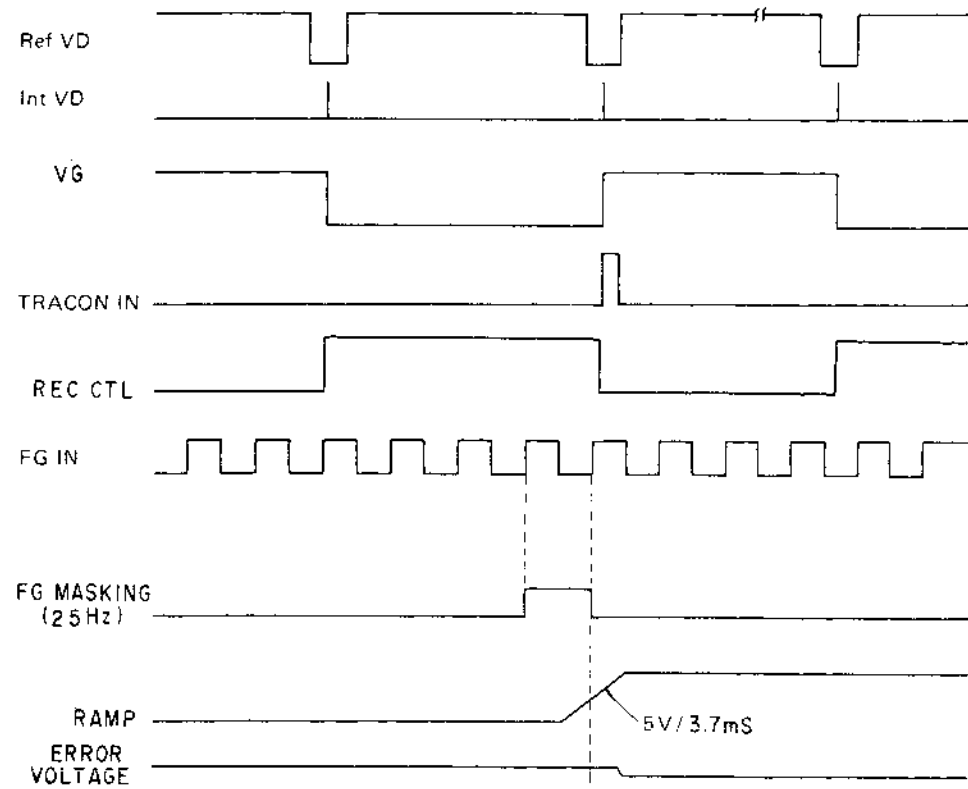 Ref VD
Int VD
VG
TRACON IN
REC CTL
FG IN
FG MASKING
(25Hz)
RAMP
5V/3.7mS
ERROR
VOLTAGE